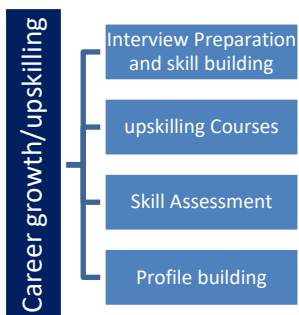 Career growth/upskilling
Interview Preparation
and skill building
upskilling Courses
Skill Assessment
Profile building